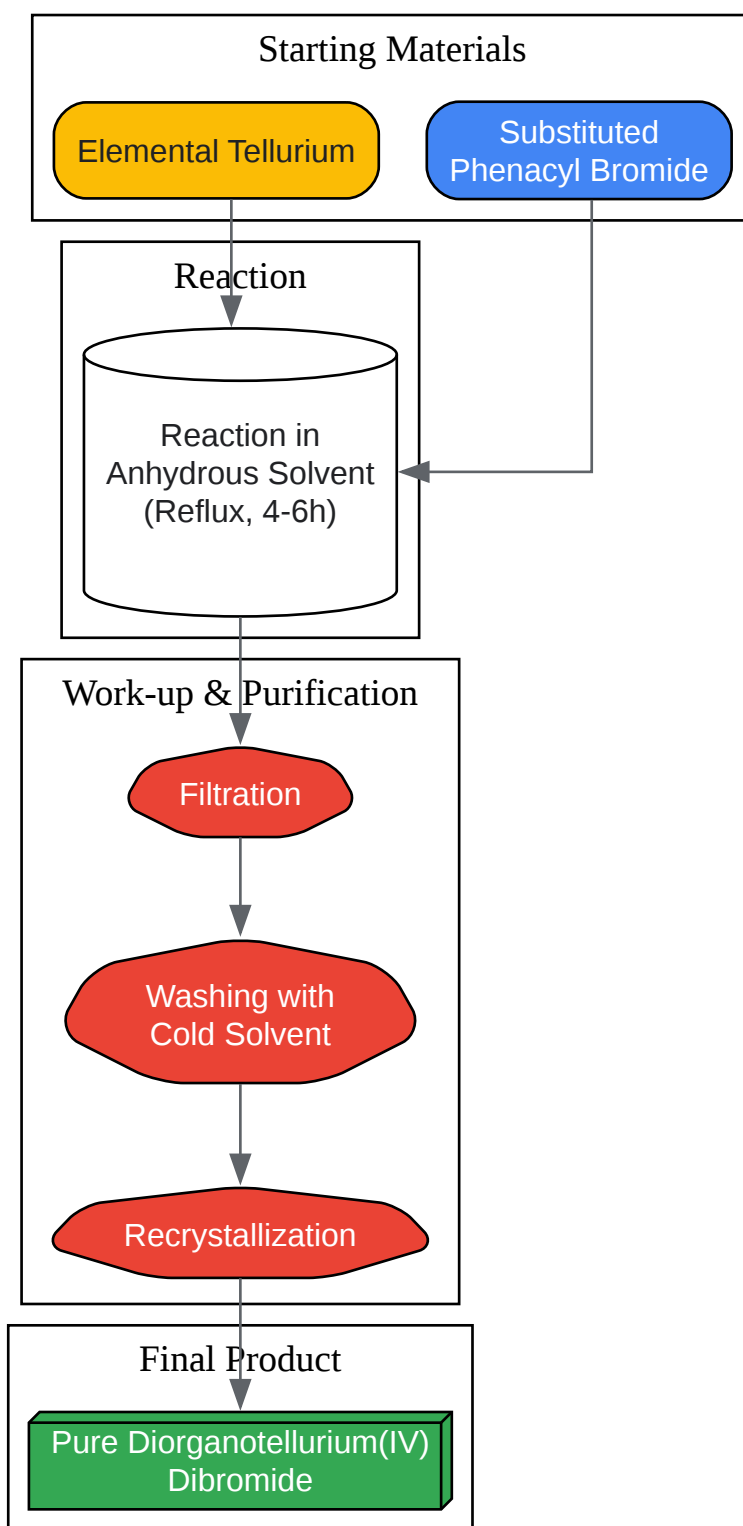 Starting Materials
Elemental Tellurium
Substituted
Phenacyl Bromide
Reaction
Reaction in
Anhydrous Solvent
(Reflux, 4-6h)
Work-up & Purification
Filtration
Washing with
Cold Solvent
Recrystallization
Final Product
Pure Diorganotellurium(IV)
Dibromide